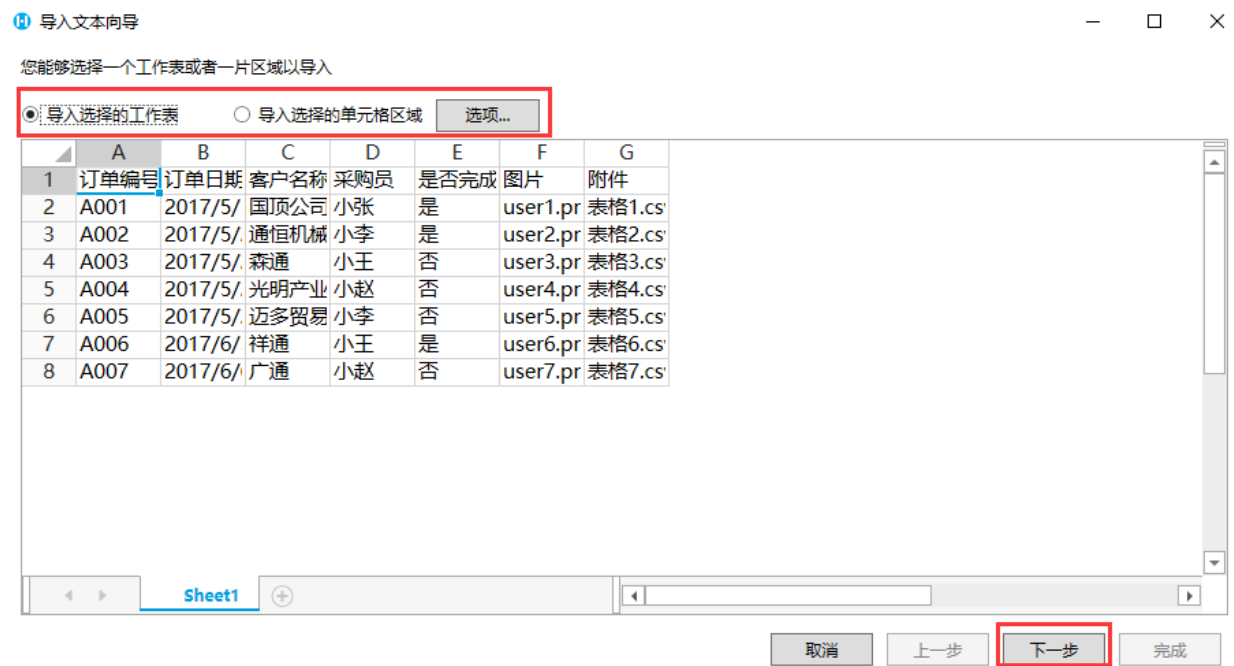 导入文本向导
您能够选择一个工作表或者一片区域以导入
导入选择的工作表 导入选择的单元格区域 选项...
A B C D E F G
1 订单编号 订单日期 客户名称 采购员 是否完成 图片 附件
2 A001 2017/5/ 国顶公司 小张 是 user1.pr 表格1.cs
3 A002 2017/5/ 通恒机械 小李 是 user2.pr 表格2.cs
4 A003 2017/5/ 森通 小王 否 user3.pr 表格3.cs
5 A004 2017/5/ 光明产业 小赵 否 user4.pr 表格4.cs
6 A005 2017/5/ 迈多贸易 小李 否 user5.pr 表格5.cs
7 A006 2017/6/ 祥通 小王 是 user6.pr 表格6.cs
8 A007 2017/6/ 广通 小赵 否 user7.pr 表格7.cs
Sheet1
取消 上一步 下一步 完成